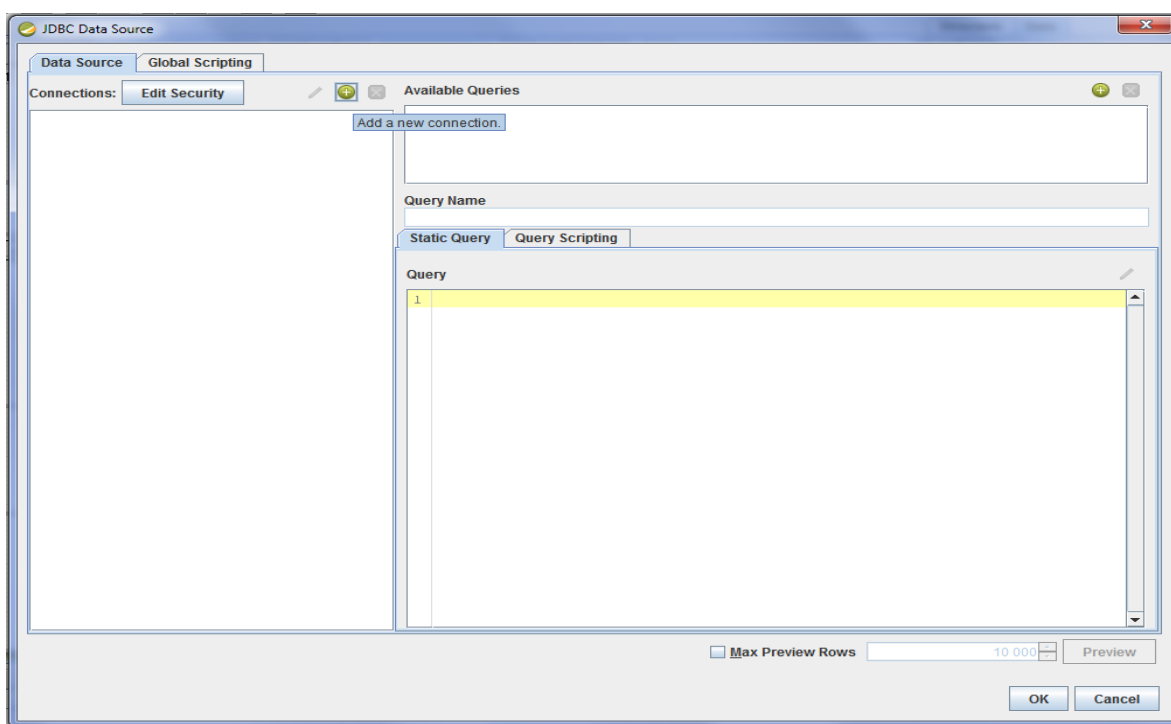 JDBC Data Source
Data Source Global Scripting
Connections: Edit Security
Add a new connection.
Available Queries
Query Name
Static Query Query Scripting
Query
1
Max Preview Rows 10 000 Preview
OK Cancel